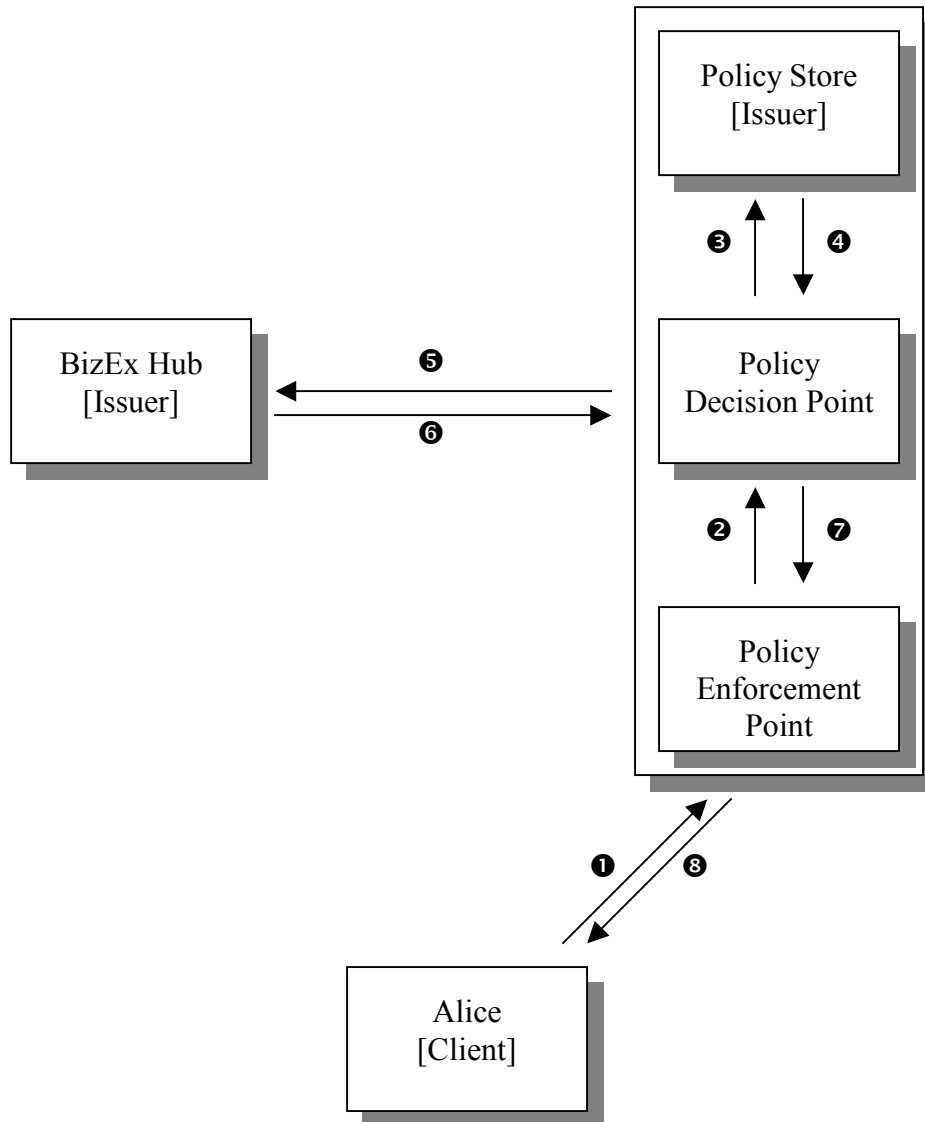 Policy Store
[Issuer]
❸
❹
BizEx Hub
[Issuer]
❺
❻
Policy
Decision Point
❷
❼
Policy
Enforcement
Point
❶
❽
Alice
[Client]